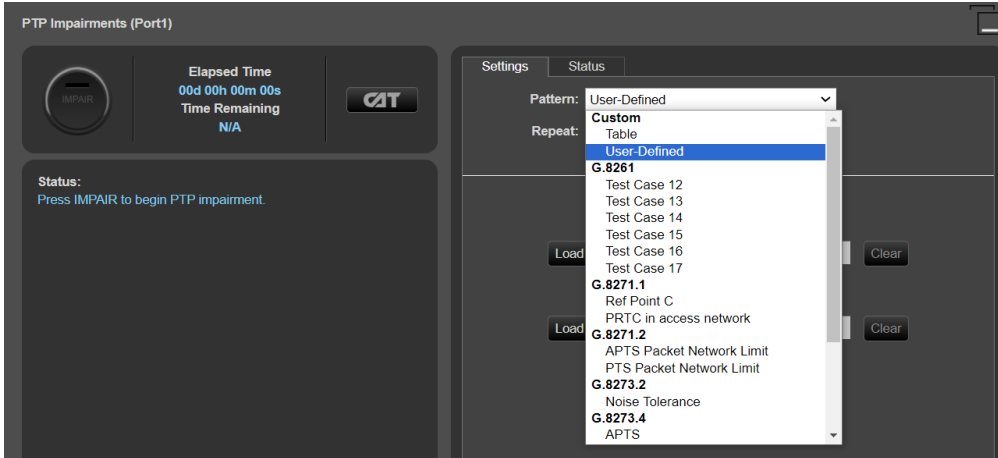 PTP Impairments (Port1)
IMPAIR
Elapsed Time
00d 00h 00m 00s
Time Remaining
N/A
CAT
Status:
Press IMPAIR to begin PTP impairment.
Settings
Status
Pattern: User-Defined
Repeat:
Custom
Table
User-Defined
G.8261
Test Case 12
Test Case 13
Test Case 14
Test Case 15
Test Case 16
Test Case 17
G.8271.1
Ref Point C
PRTC in access network
G.8271.2
APTS Packet Network Limit
PTS Packet Network Limit
G.8273.2
Noise Tolerance
G.8273.4
APTS
Load
Clear
Load
Clear